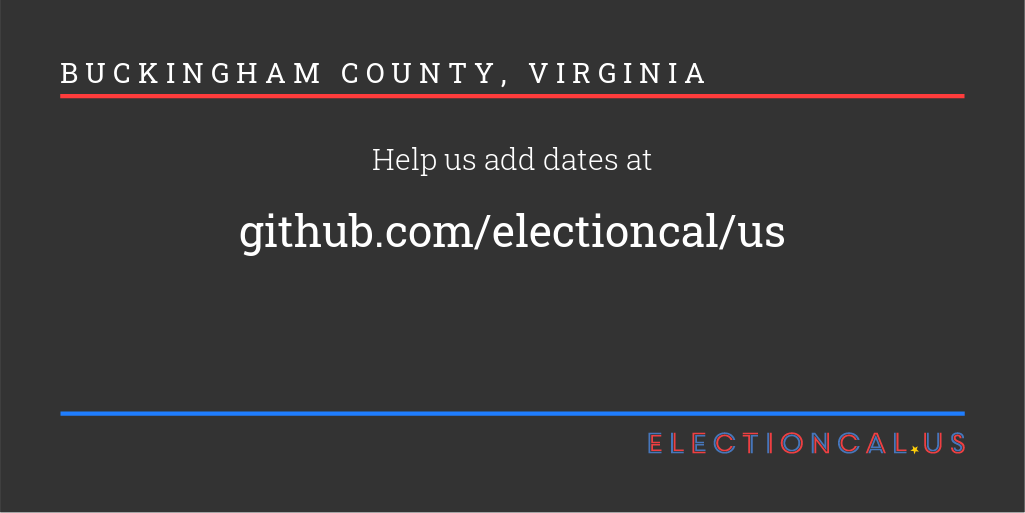 BUCKINGHAM COUNTY, VIRGINIA
Help us add dates at
github.com/electioncal/us
ELECTIONCAL.US